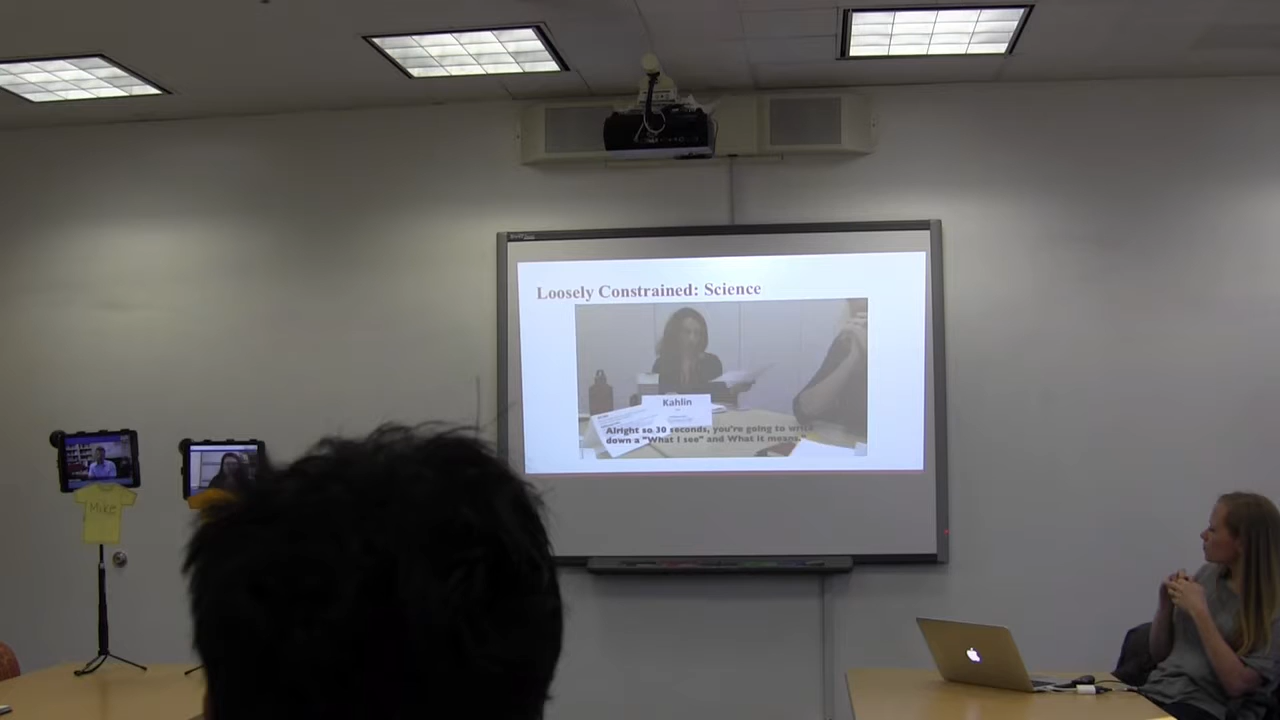 Loosely Constrained: Science
Kahlin
Alright so 30 seconds, you're going to write
down a "What I see" and What it means."
Mike